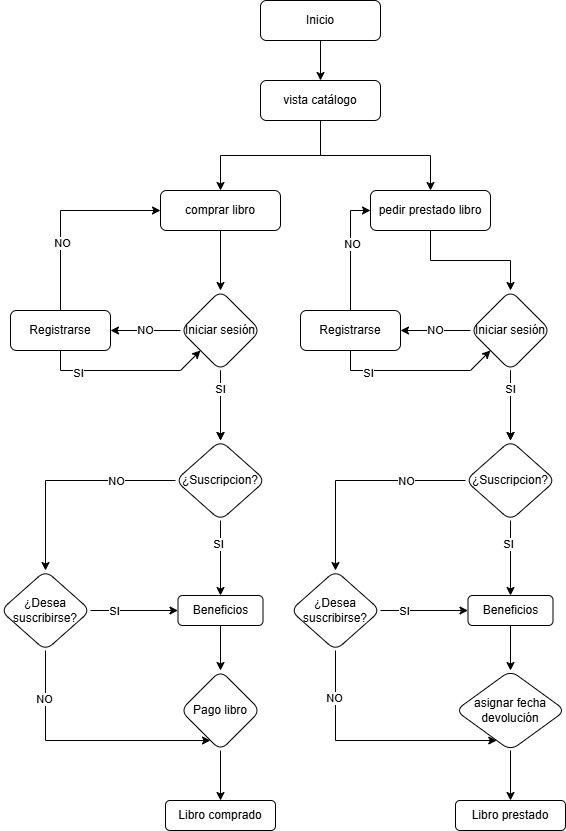 Inicio
vista catálogo
comprar libro
pedir prestado libro
NO
NO
Registrarse
NO
Iniciar sesión
Registrarse
NO
Iniciar sesión
SI
SI
SI
SI
¿Suscripcion?
¿Suscripcion?
NO
NO
SI
SI
¿Desea
suscribirse?
SI
Beneficios
¿Desea
suscribirse?
SI
Beneficios
NO
Pago libro
NO
asignar fecha
devolución
Libro comprado
Libro prestado